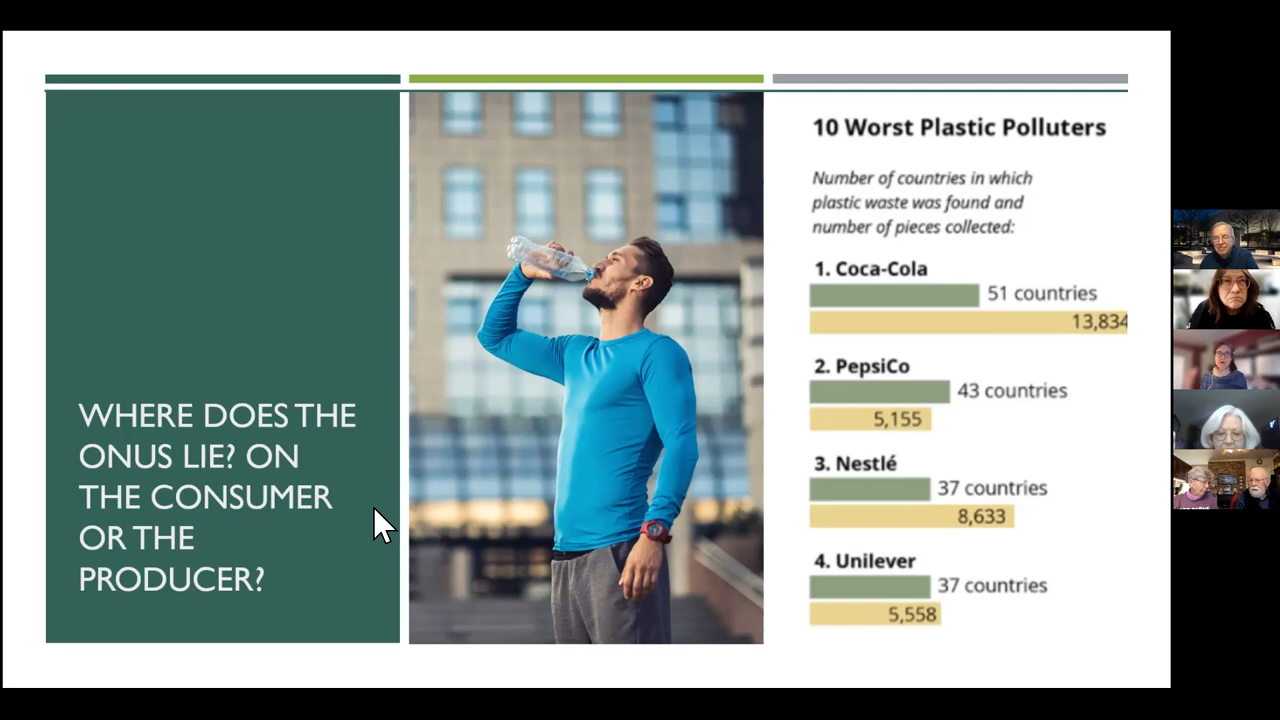 WHERE DOES THE
ONUS LIE? ON
THE CONSUMER
OR THE
PRODUCER?
10 Worst Plastic Polluters
Number of countries in which
plastic waste was found and
number of pieces collected:
1. Coca-Cola
51 countries
13,834
2. PepsiCo
43 countries
5,155
3. Nestlé
37 countries
8,633
4. Unilever
37 countries
5,558